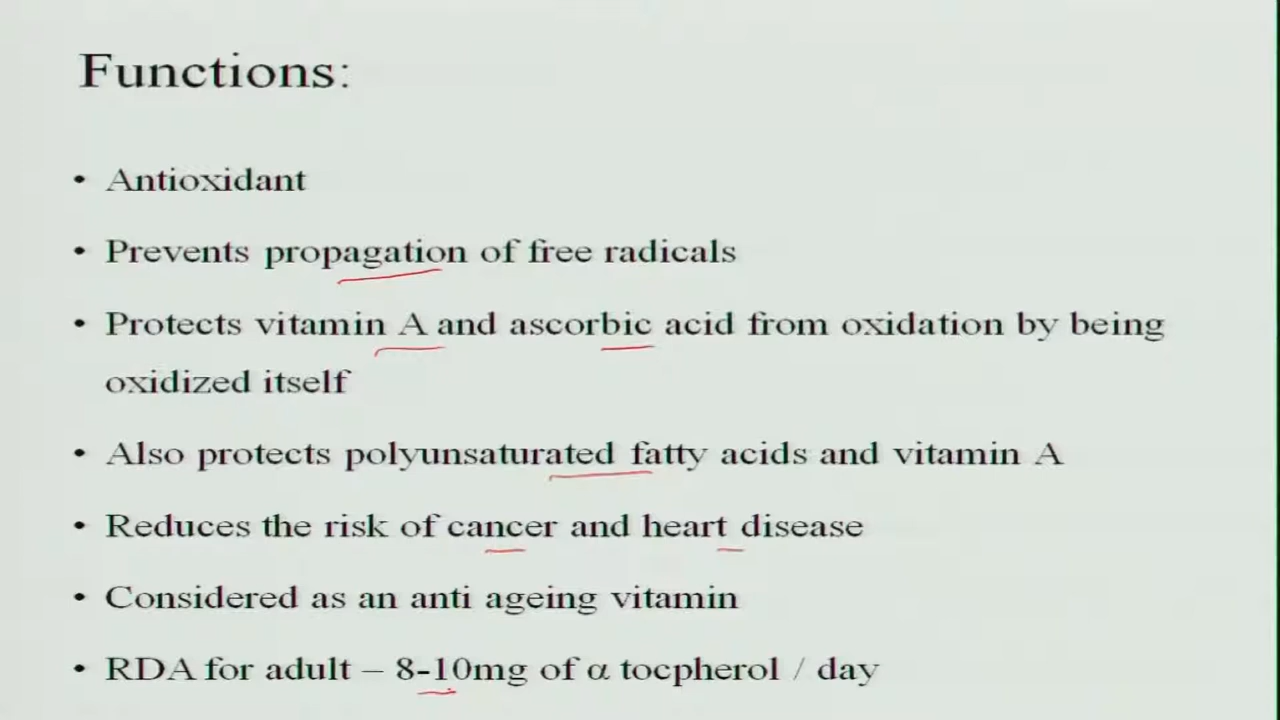 Functions:
• Antioxidant
• Prevents propagation of free radicals
• Protects vitamin A and ascorbic acid from oxidation by being
oxidized itself
• Also protects polyunsaturated fatty acids and vitamin A
• Reduces the risk of cancer and heart disease
• Considered as an anti ageing vitamin
• RDA for adult – 8-10mg of α tocpherol / day